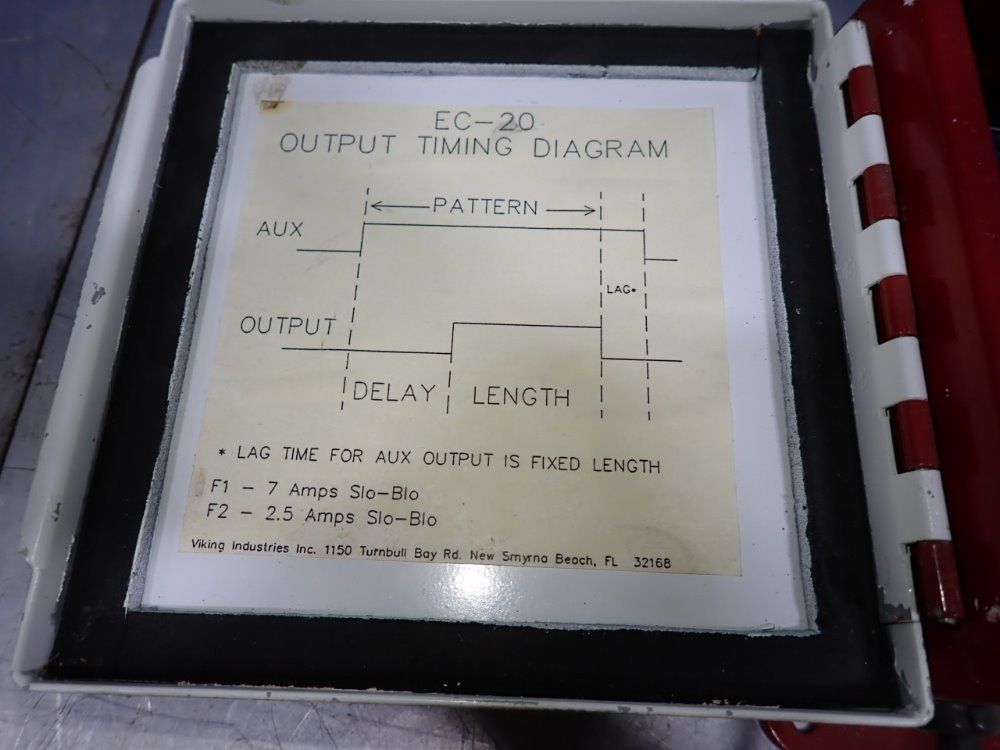 EC-20
OUTPUT TIMING DIAGRAM
PATTERN
AUX
LAG*
OUTPUT
DELAY LENGTH
* LAG TIME FOR AUX OUTPUT IS FIXED LENGTH
F1 - 7 Amps Slo-Blo
F2 - 2.5 Amps Slo-Blo
Viking Industries Inc. 1150 Turnbull Bay Rd. New Smyrna Beach, FL 32168